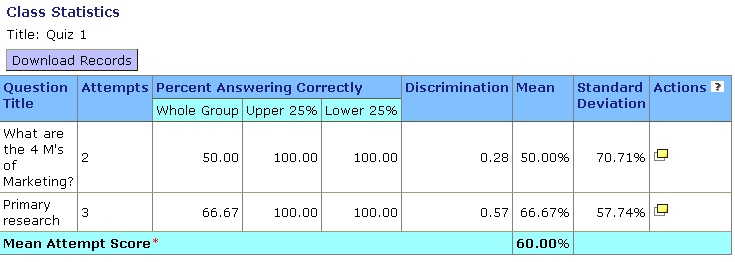 Class Statistics
Title: Quiz 1
Download Records
Question Title Attempts Percent Answering Correctly Discrimination Mean Standard Deviation Actions ?
Whole Group Upper 25% Lower 25%
What are the 4 M's of Marketing? 2 50.00 100.00 100.00 0.28 50.00% 70.71%
Primary research 3 66.67 100.00 100.00 0.57 66.67% 57.74%
Mean Attempt Score* 60.00%